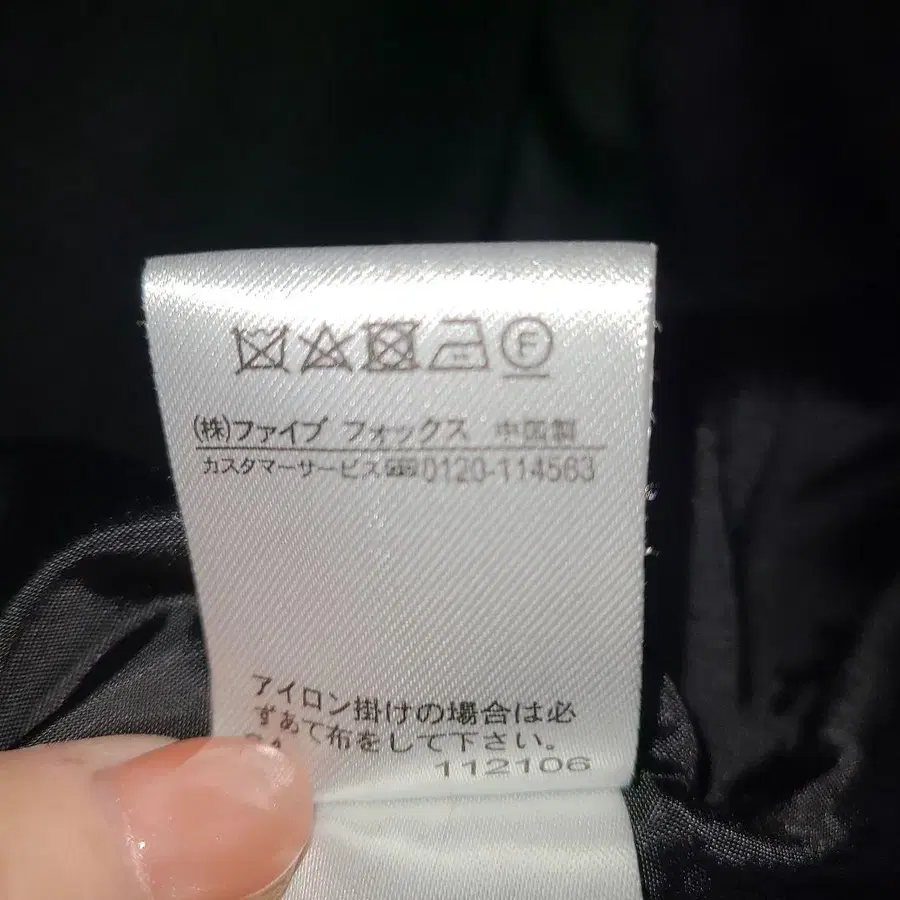 F
(株)ファイブ フォックス 中国製
カスタマーサービス 0120-114563
アイロン掛けの場合は必
ずあて布をして下さい。
112106